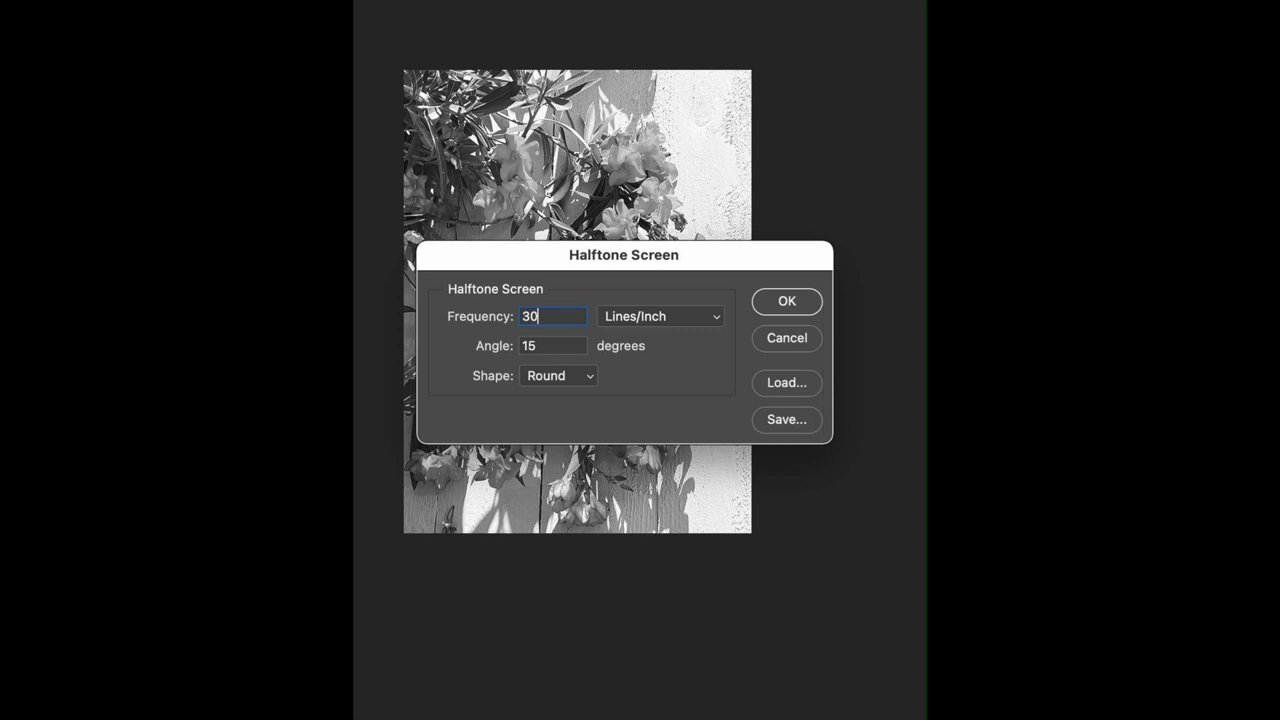 Halftone Screen
Halftone Screen
Frequency: 30 Lines/Inch
Angle: 15 degrees
Shape: Round
OK
Cancel
Load...
Save...